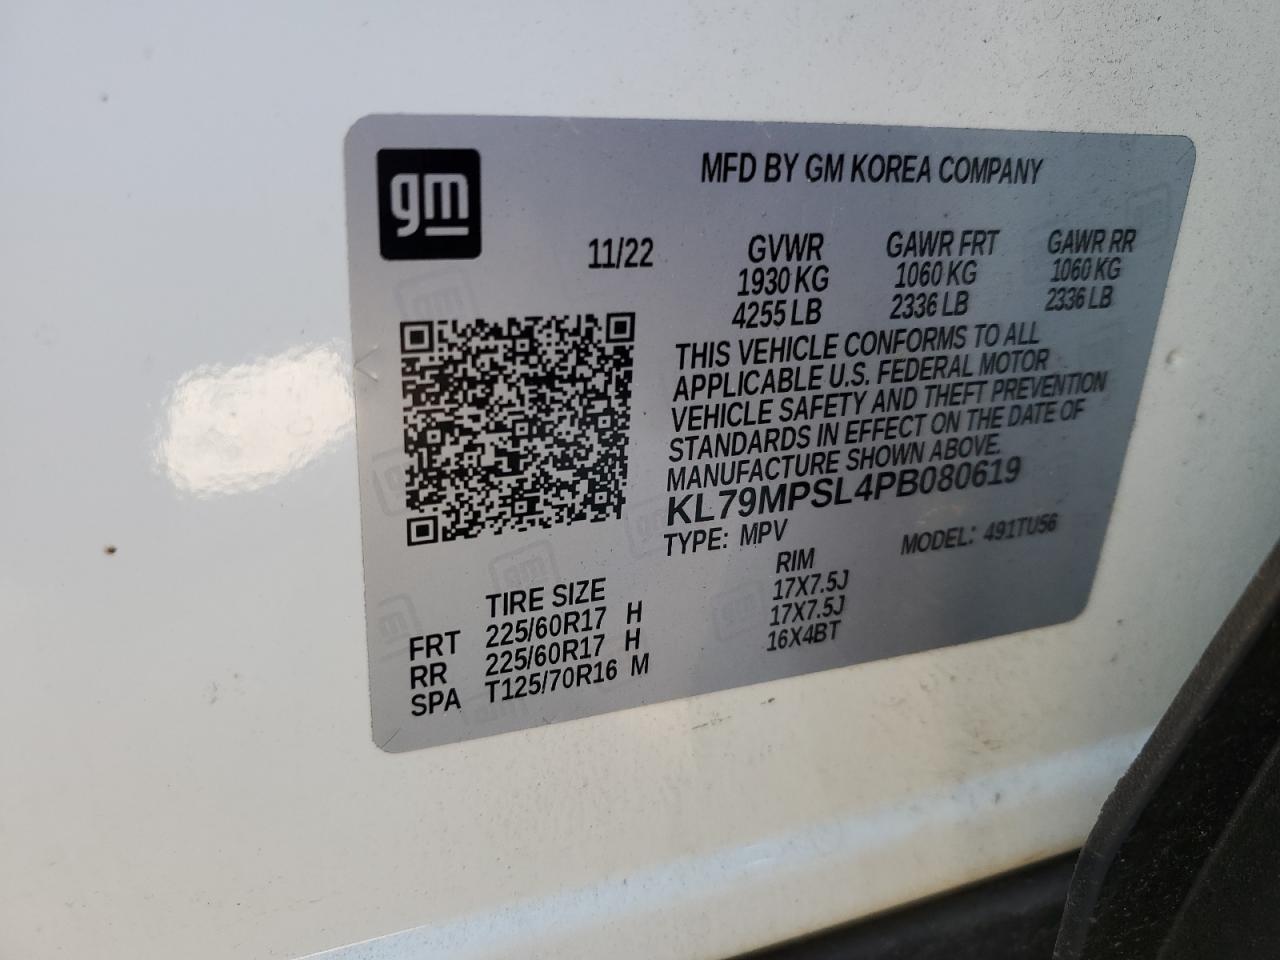 gm
MFD BY GM KOREA COMPANY
11/22
GVWR GAWR FRT GAWR RR
1930 KG 1060 KG 1060 KG
4255 LB 2336 LB 2336 LB
THIS VEHICLE CONFORMS TO ALL
APPLICABLE U.S. FEDERAL MOTOR
VEHICLE SAFETY AND THEFT PREVENTION
STANDARDS IN EFFECT ON THE DATE OF
MANUFACTURE SHOWN ABOVE.
KL79MPSL4PB080619
TYPE: MPV MODEL: 491TU56
TIRE SIZE RIM
FRT 225/60R17 H 17X7.5J
RR 225/60R17 H 17X7.5J
SPA T125/70R16 M 16X4BT